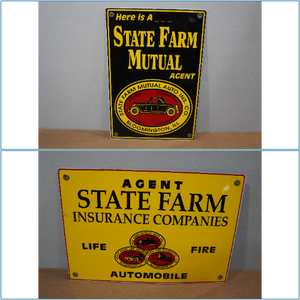 Here is A
STATE FARM
MUTUAL
AGENT
STATE FARM MUTUAL AUTO INS. CO.
BLOOMINGTON, ILL.
AGENT
STATE FARM
INSURANCE COMPANIES
LIFE
FIRE
AUTOMOBILE